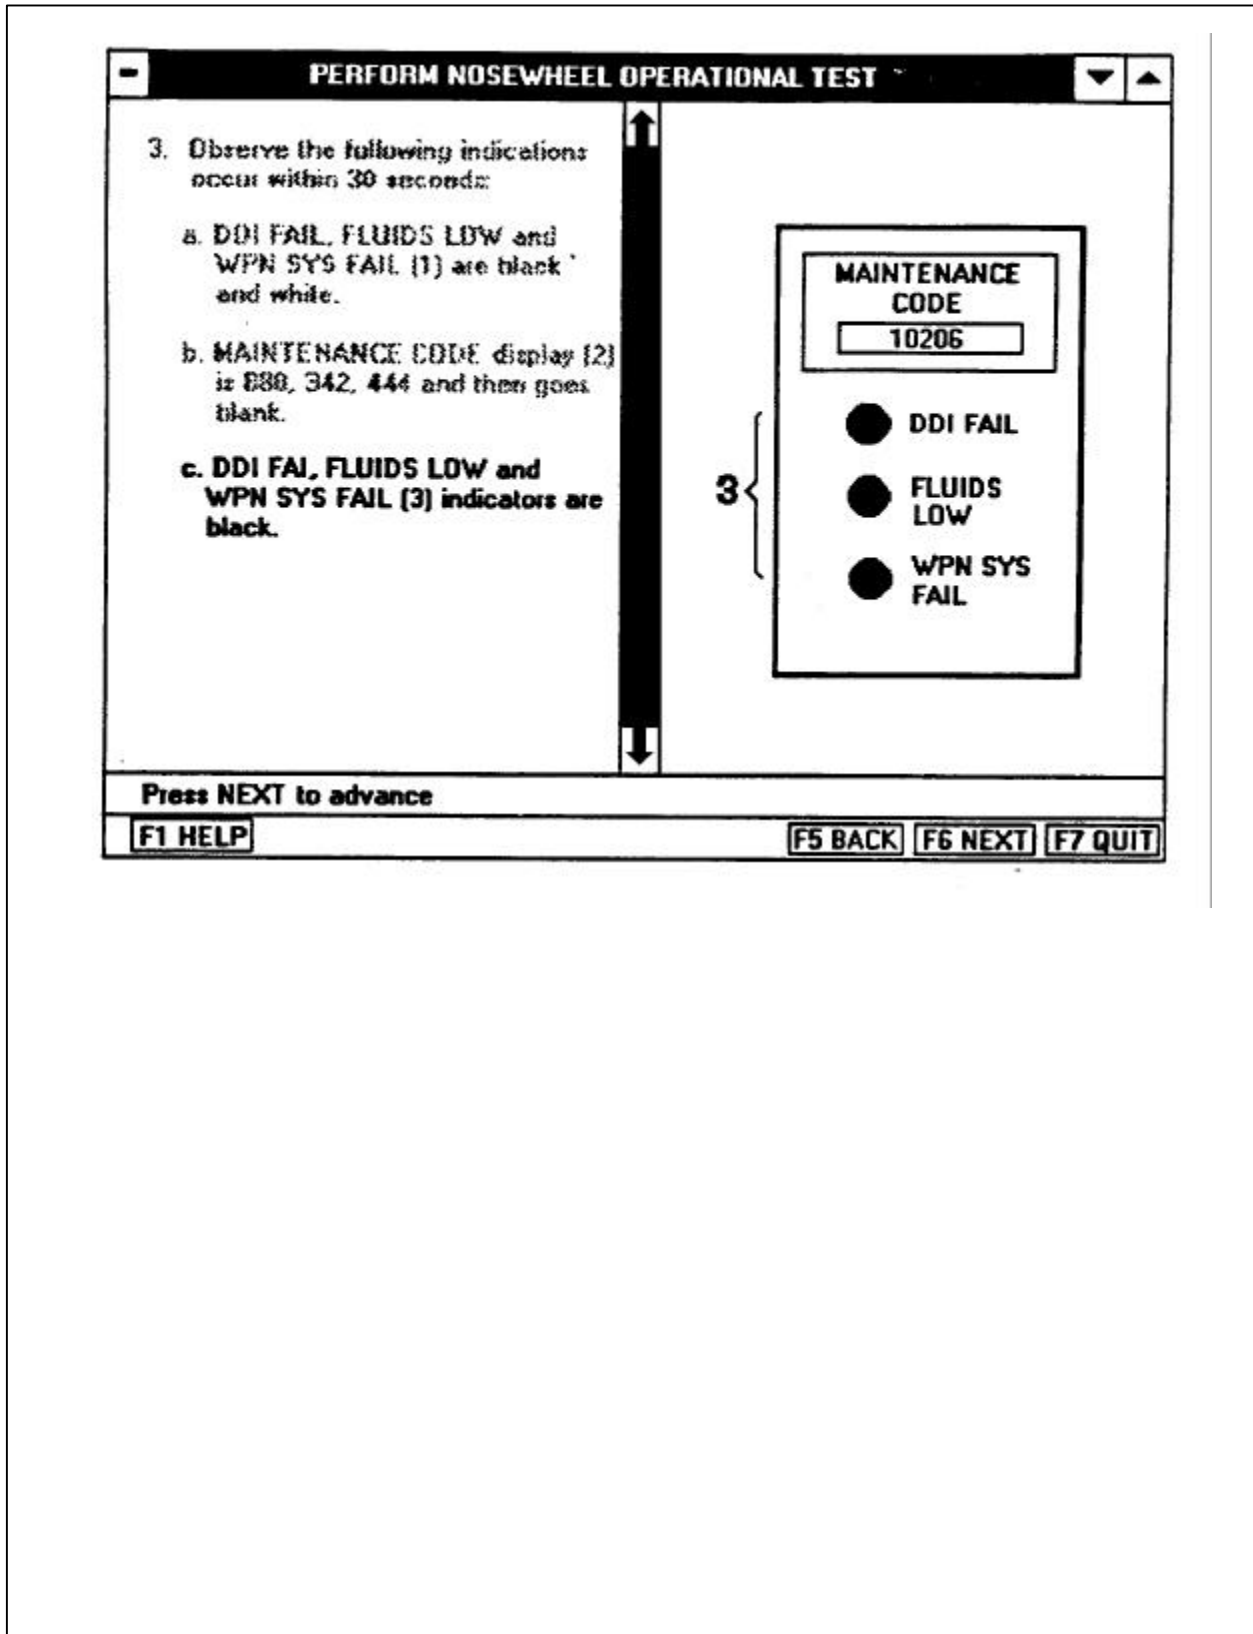 PERFORM NOSEWHEEL OPERATIONAL TEST
3. Observe the following indications
occur within 30 seconds:
a. DDI FAIL, FLUIDS LOW and
WPN SYS FAIL (1) are black
and white.
b. MAINTENANCE CODE display (2)
is 888, 342, 444 and then goes
blank.
c. DDI FAI, FLUIDS LOW and
WPN SYS FAIL (3) indicators are
black.
MAINTENANCE
CODE
10206
3
DDI FAIL
FLUIDS
LOW
WPN SYS
FAIL
Press NEXT to advance
F1 HELP
F5 BACK
F6 NEXT
F7 QUIT